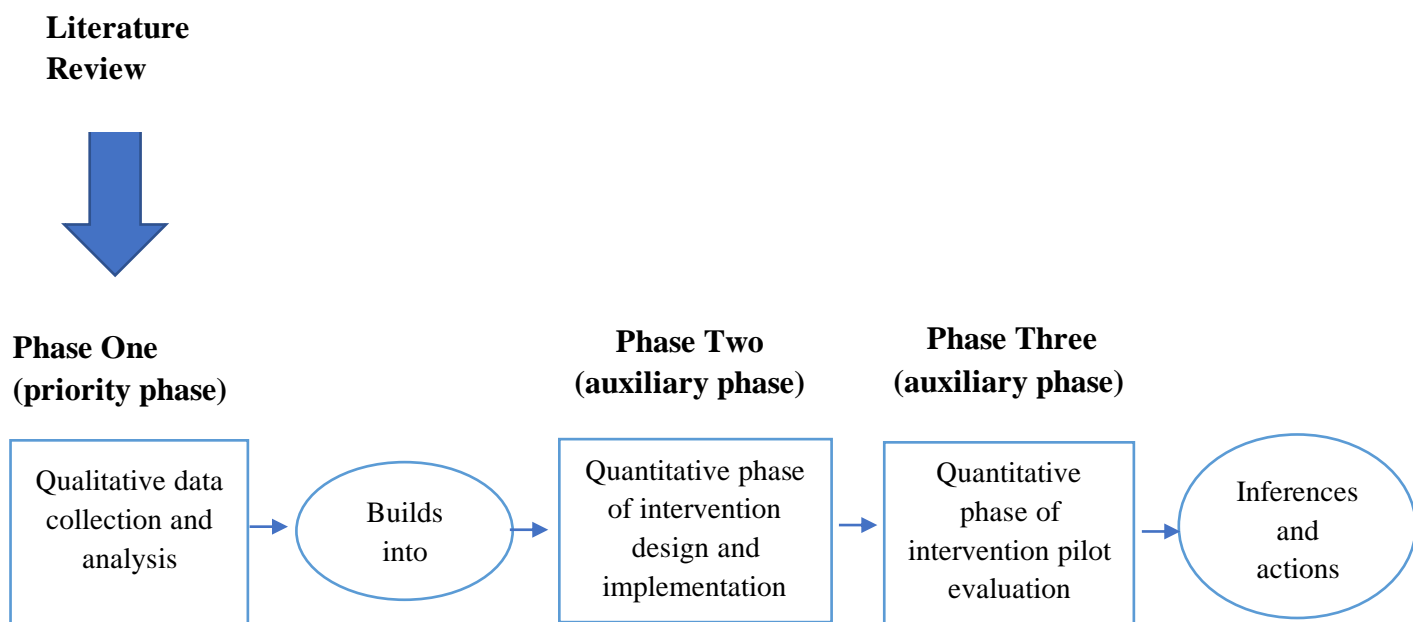 Literature
Review
Phase One
(priority phase)
Phase Two
(auxiliary phase)
Phase Three
(auxiliary phase)
Qualitative data
collection and
analysis
Builds
into
Quantitative phase
of intervention
design and
implementation
Quantitative
phase of
intervention pilot
evaluation
Inferences
and
actions